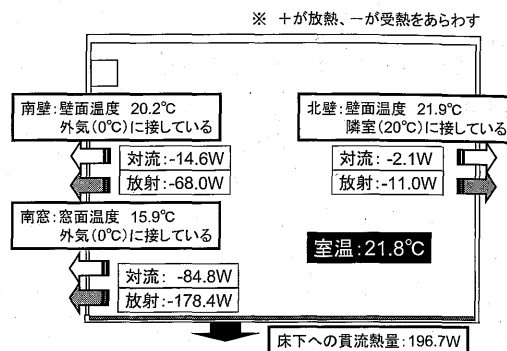 ※ +が放熱、-が受熱をあらわす
南壁:壁面温度 20.2℃
外気(0℃)に接している
対流:-14.6W
放射:-68.0W
北壁:壁面温度 21.9℃
隣室(20℃)に接している
対流:-2.1W
放射:-11.0W
南窓:窓面温度 15.9℃
外気(0℃)に接している
対流: -84.8W
放射:-178.4W
室温:21.8℃
床下への貫流熱量:196.7W